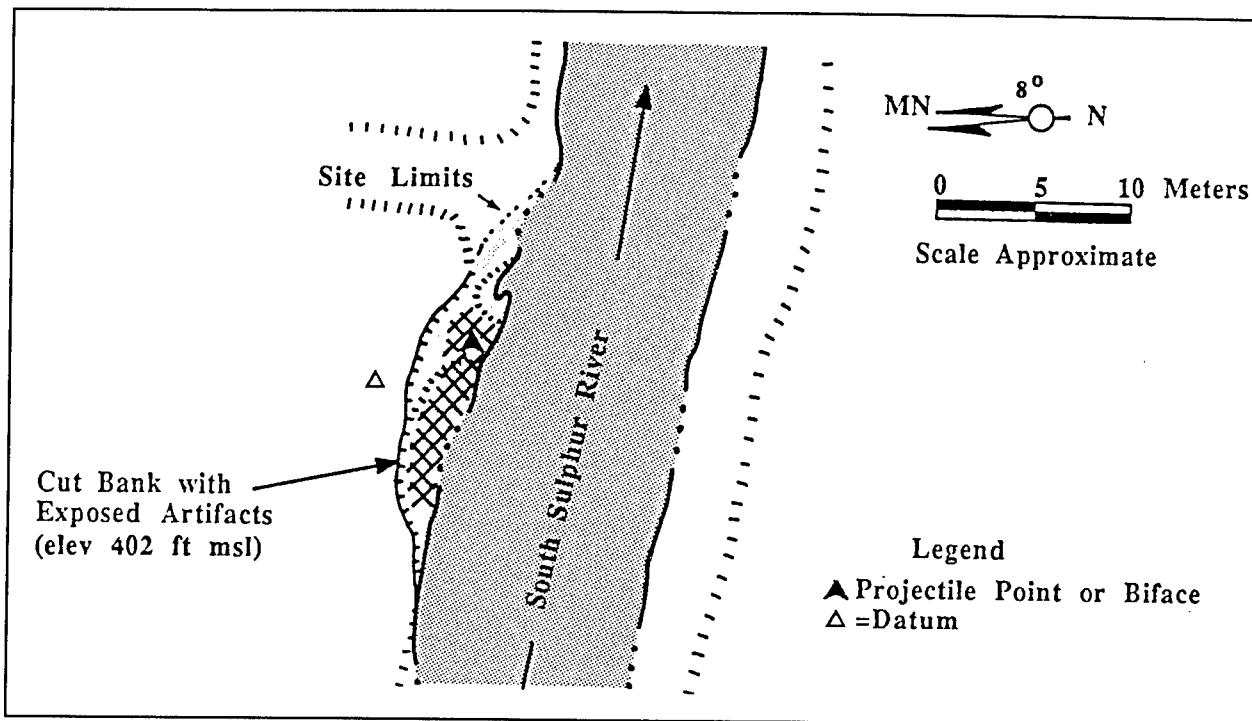 8°
MN N
0 5 10 Meters
Scale Approximate
Site Limits
South Sulphur River
Cut Bank with
Exposed Artifacts
(elev 402 ft msl)
Legend
Projectile Point or Biface
=Datum